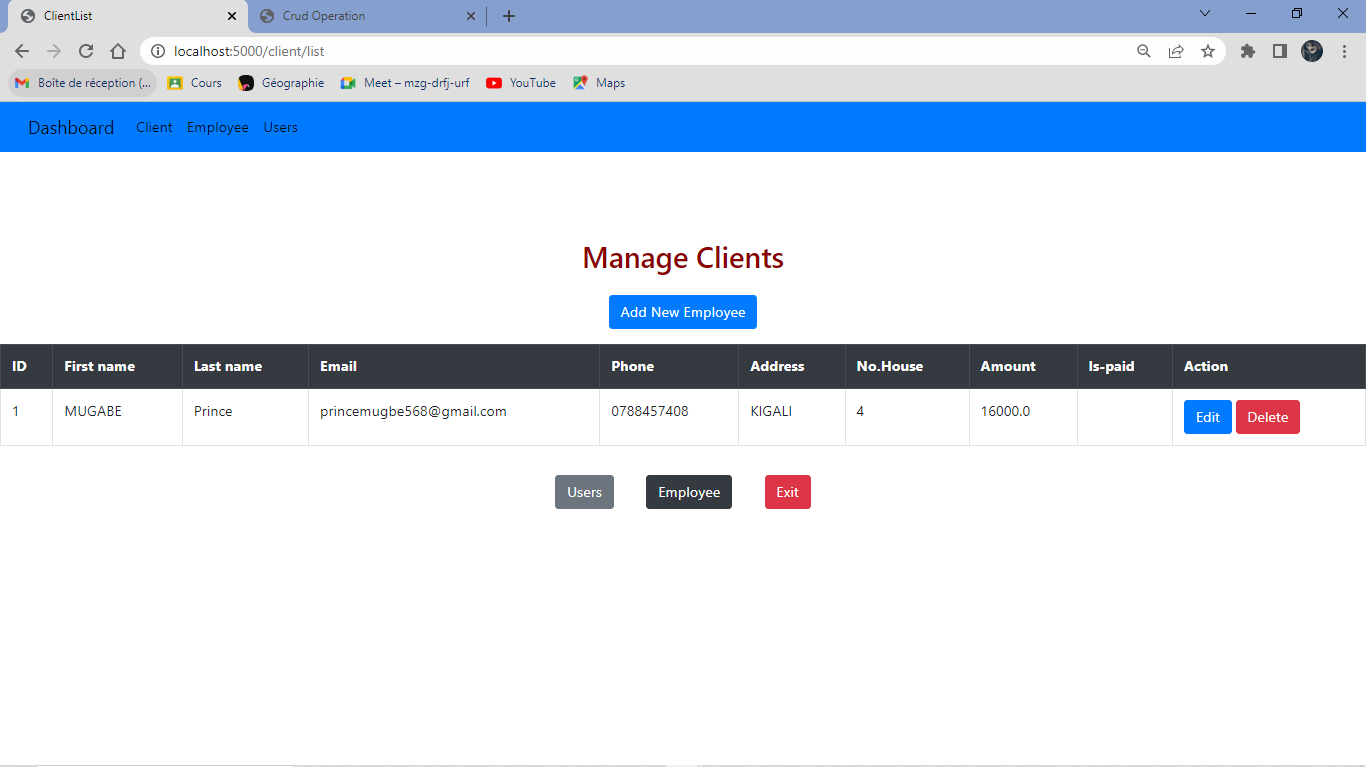 ClientList
Crud Operation
localhost:5000/client/list
Boîte de réception (...
Cours
Géographie
Meet – mzg-drfj-urf
YouTube
Maps
Dashboard Client Employee Users
Manage Clients
Add New Employee
ID First name Last name Email Phone Address No.House Amount Is-paid Action
1 MUGABE Prince princemugbe568@gmail.com 0788457408 KIGALI 4 16000.0 Edit Delete
Users Employee Exit